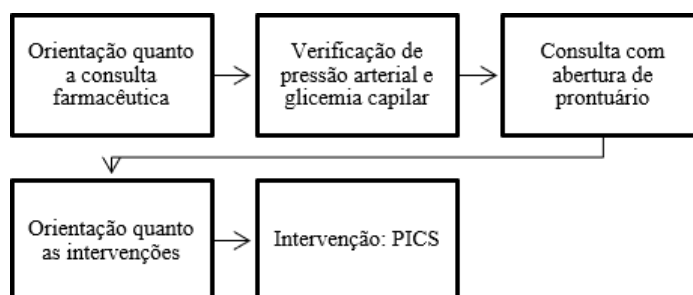 Orientação quanto
a consulta
farmacêutica
Verificação de
pressão arterial e
glicemia capilar
Consulta com
abertura de
prontuário
Orientação quanto
as intervenções
Intervenção: PICS